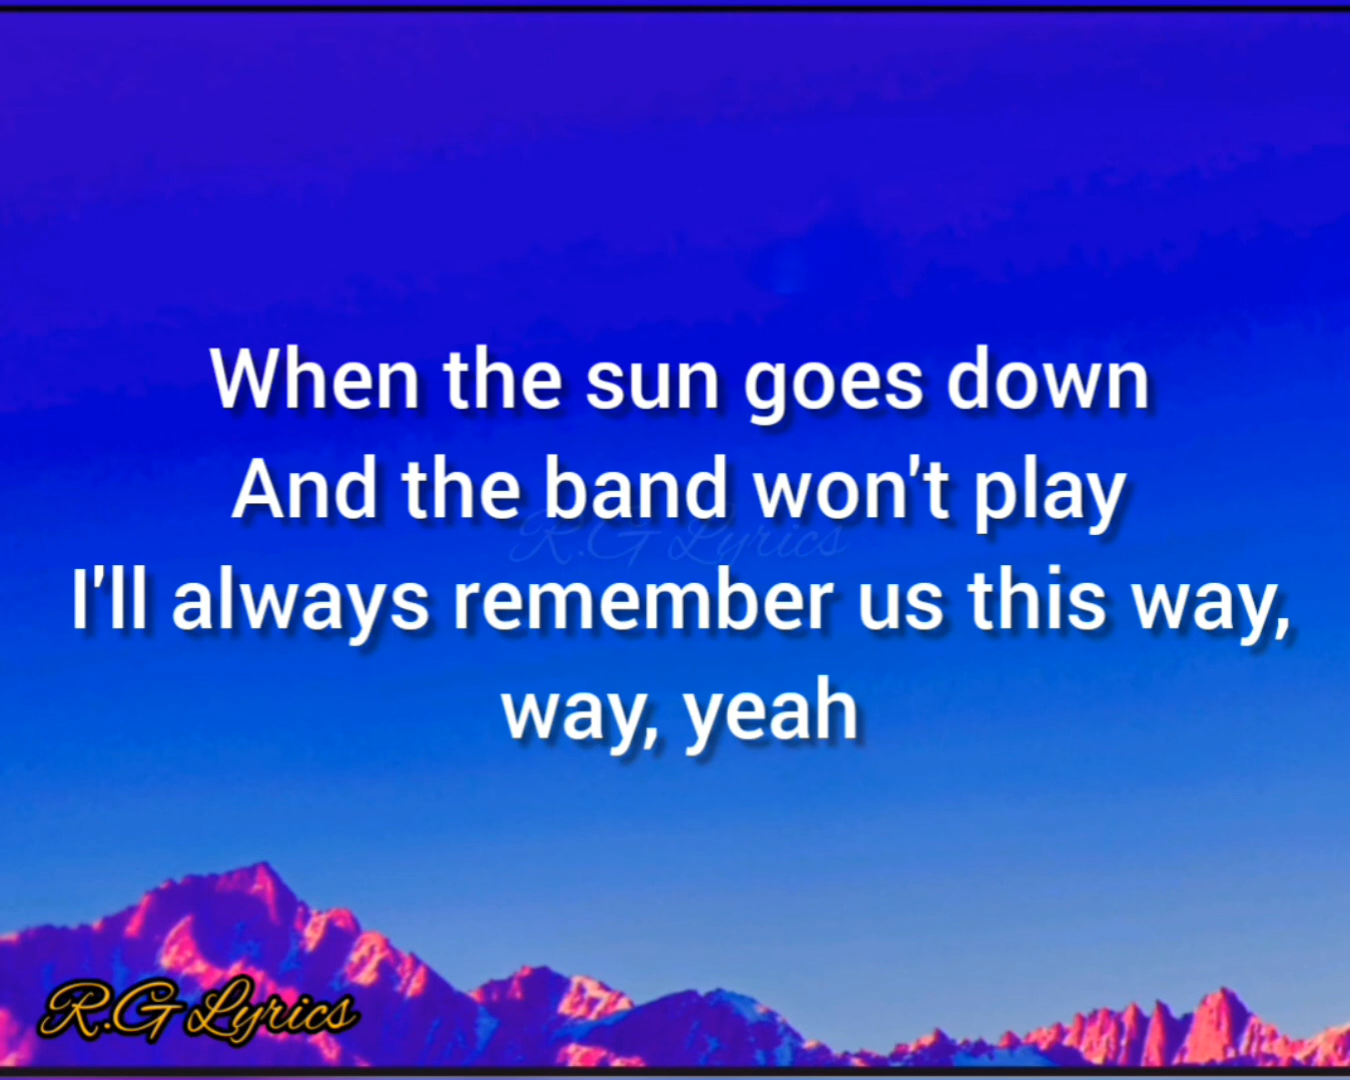 When the sun goes down
And the band won't play
R.G Lyrics
I'll always remember us this way,
way, yeah
R.G Lyrics